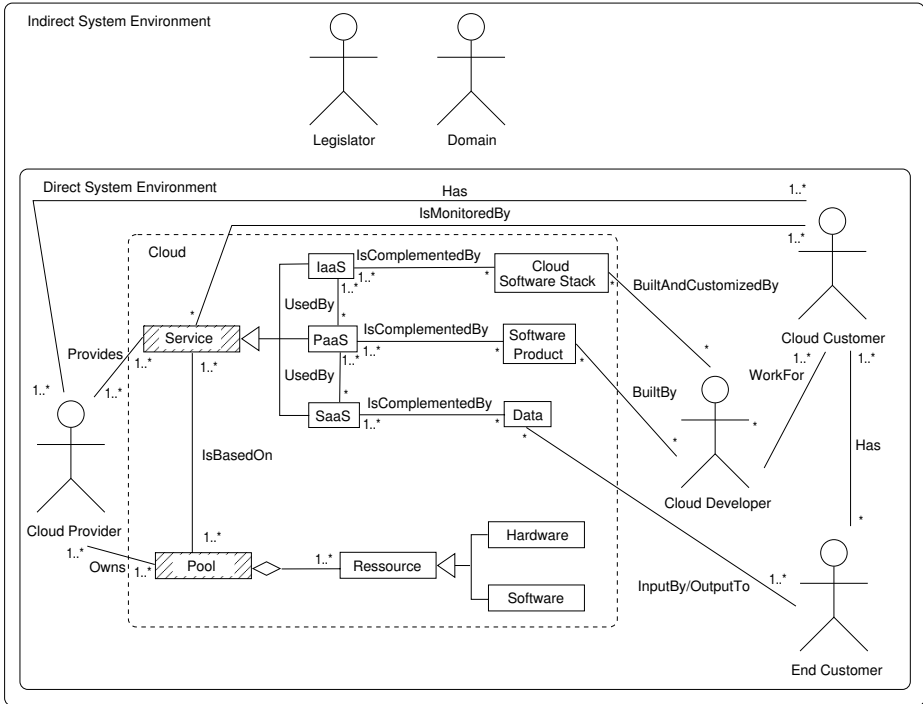 Indirect System Environment
Legislator
Domain
Direct System Environment
Has
1..*
IsMonitoredBy
1..*
Cloud
IaaS
1..*
IsComplementedBy
1..*
*
Cloud
Software Stack
*
BuiltAndCustomizedBy
*
Cloud Customer
UsedBy
*
Service
*
1..*
1..*
Provides
1..*
1..*
PaaS
*
1..*
IsComplementedBy
1..*
*
Software
Product
*
BuiltBy
*
WorkFor
1..*
*
1..*
UsedBy
*
SaaS
IsComplementedBy
1..*
*
Data
*
Cloud Developer
Has
*
IsBasedOn
1..*
Cloud Provider
1..*
Owns
1..*
Pool
1..*
Ressource
Hardware
Software
InputBy/OutputTo
1..*
End Customer